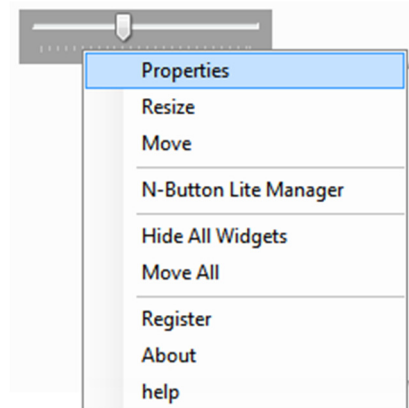 Properties
Resize
Move
N-Button Lite Manager
Hide All Widgets
Move All
Register
About
help